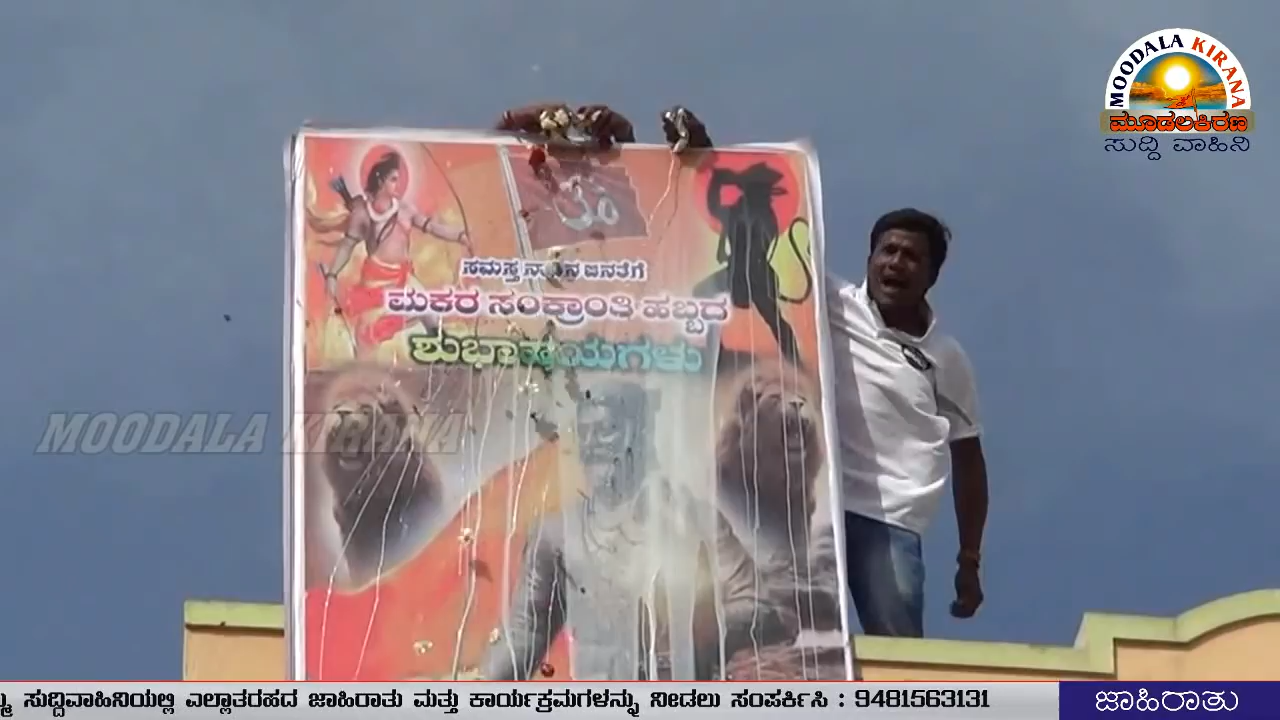 MOODALA KIRANA
ಮೂಡಲಕಿರಣ
ಸುದ್ದಿ ವಾಹಿನಿ
ಸಮಸ್ತ ನಾಡಿನ ಜನತೆಗೆ
ಮಕರ ಸಂಕ್ರಾಂತಿ ಹಬ್ಬದ
ಶುಭಾಷಯಗಳು
MOODALA KIRANA
ಸುದ್ದಿವಾಹಿನಿಯಲ್ಲಿ ಎಲ್ಲಾತರಹದ ಜಾಹಿರಾತು ಮತ್ತು ಕಾರ್ಯಕ್ರಮಗಳನ್ನು ನೀಡಲು ಸಂಪರ್ಕಿಸಿ : 9481563131
ಜಾಹಿರಾತು